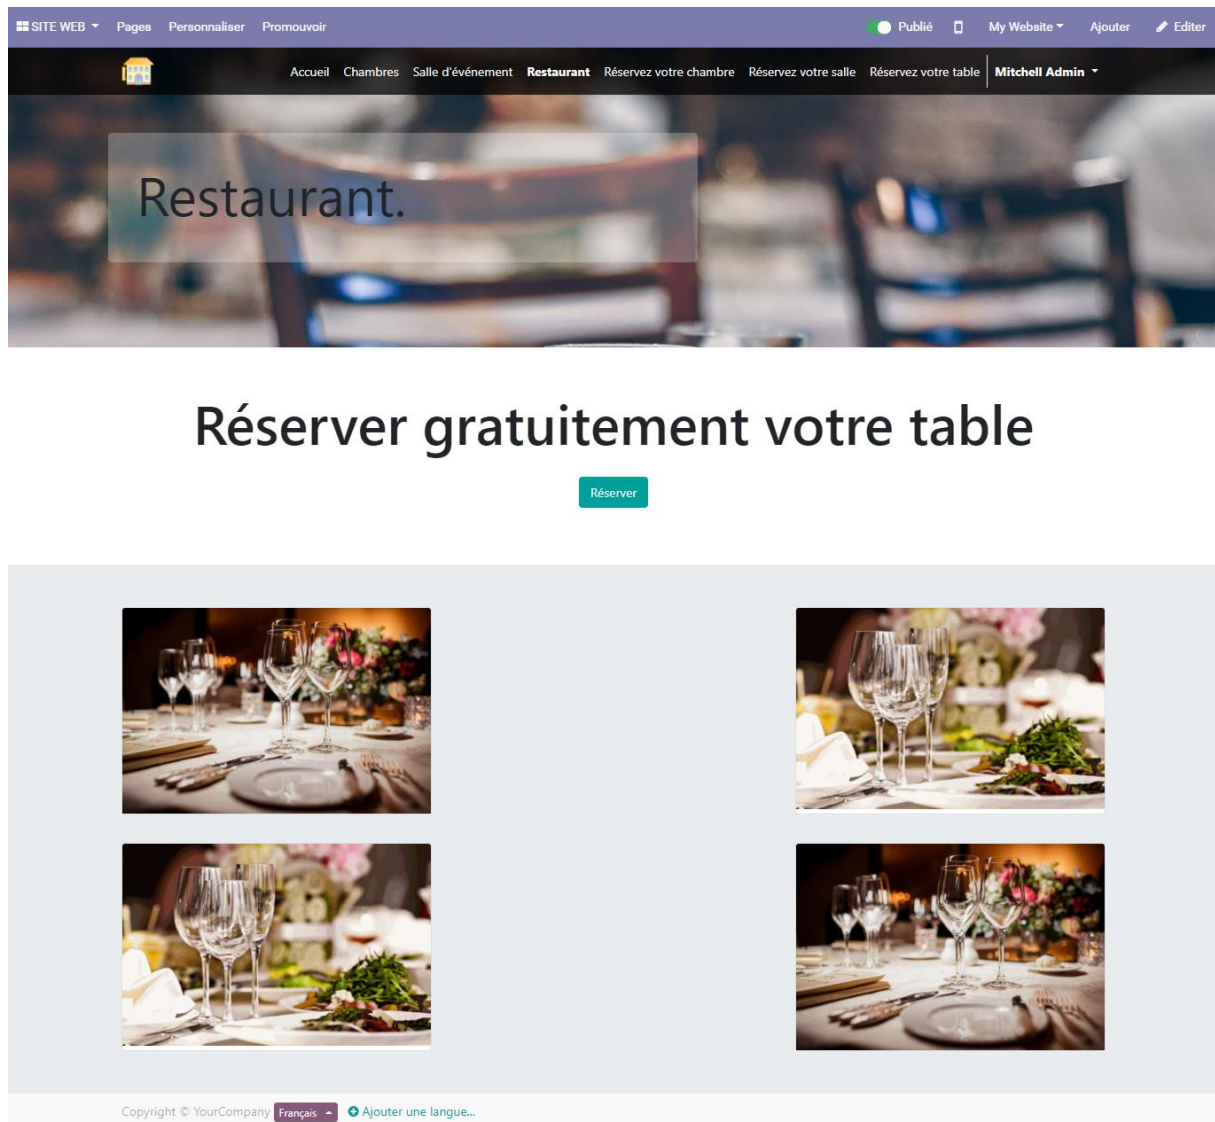 SITE WEB Pages Personnaliser Promouvoir Publié My Website Ajouter Editer
Accueil Chambres Salle d'événement Restaurant Réservez votre chambre Réservez votre salle Réservez votre table Mitchell Admin
Restaurant.
Réserver gratuitement votre table
Réserver
Copyright © YourCompany Français Ajouter une langue...